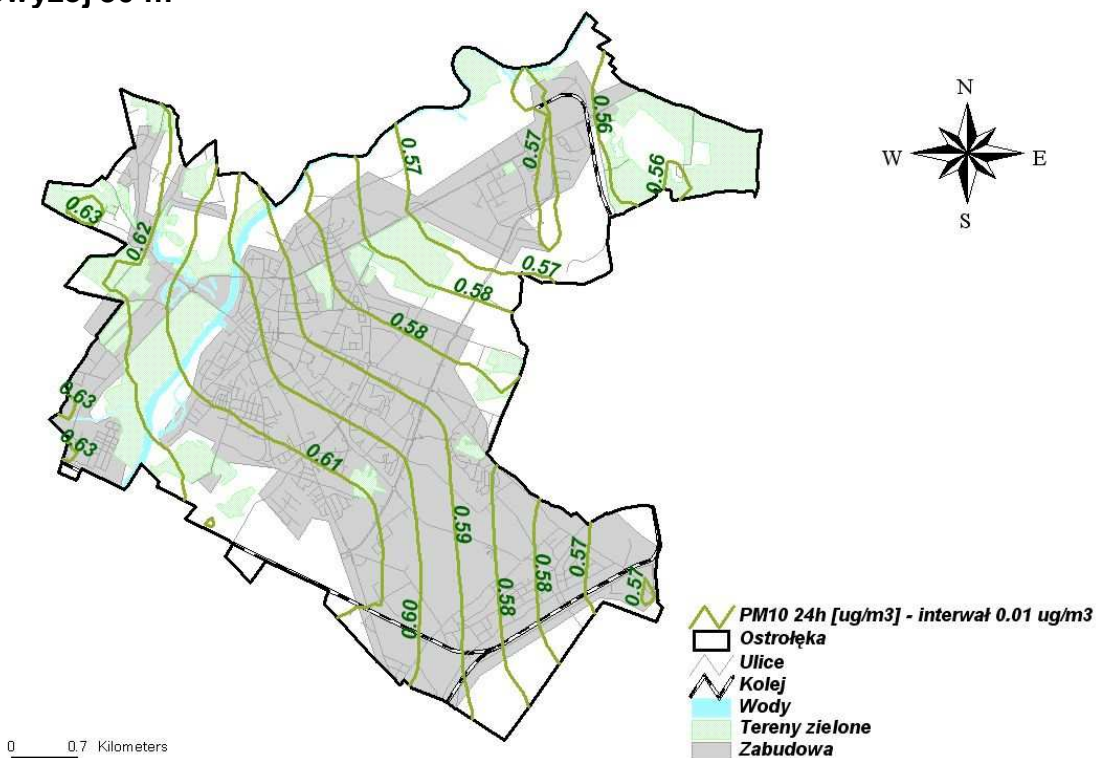 0.56
0.57
0.57
0.56
0.63
0.62
0.57
0.58
0.58
0.63
0.63
0.61
0.59
0.57
0.58
0.58
0.57
0.60
N
W E
S
PM10 24h [ug/m3] - interwał 0.01 ug/m3
Ostrołęka
Ulice
Kolej
Wody
Tereny zielone
Zabudowa
0 0.7 Kilometers